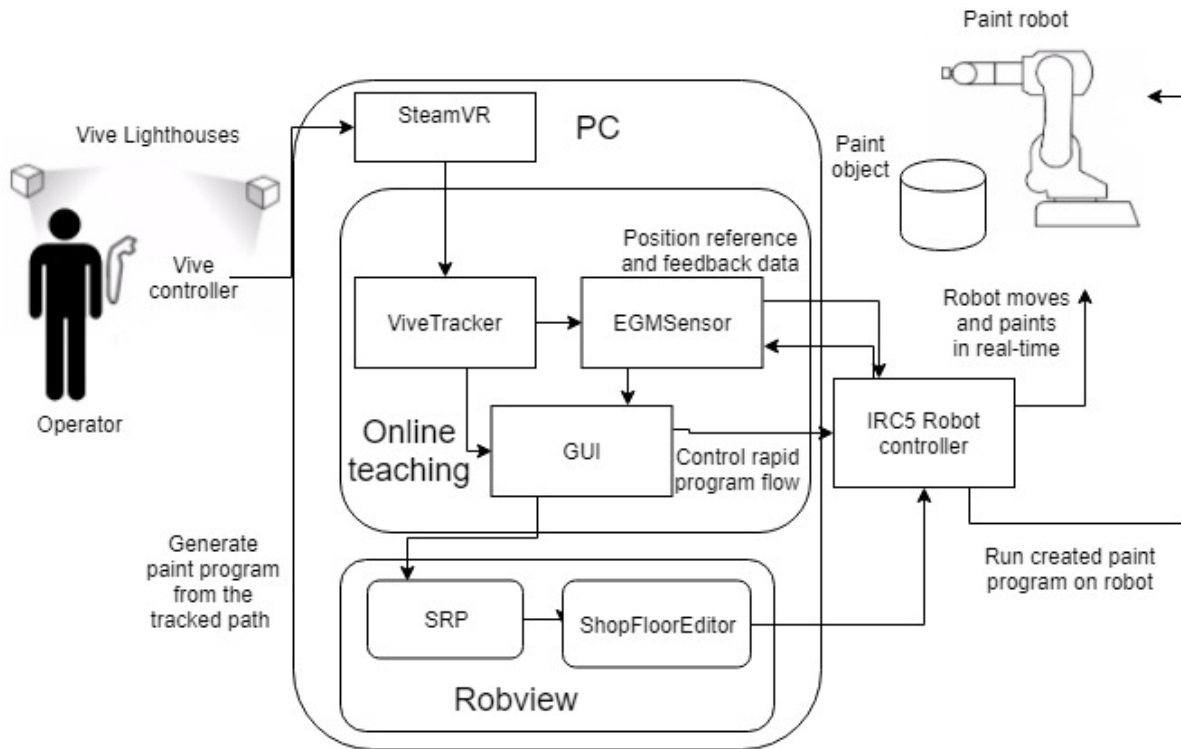 Paint robot
SteamVR
PC
Vive Lighthouses
Paint
object
Position reference
and feedback data
Vive
controller
ViveTracker
EGMSensor
Robot moves
and paints
in real-time
Operator
Online
teaching
GUI
Control rapid
program flow
IRC5 Robot
controller
Generate
paint program
from the
tracked path
Run created paint
program on robot
SRP
ShopFloorEditor
Robview